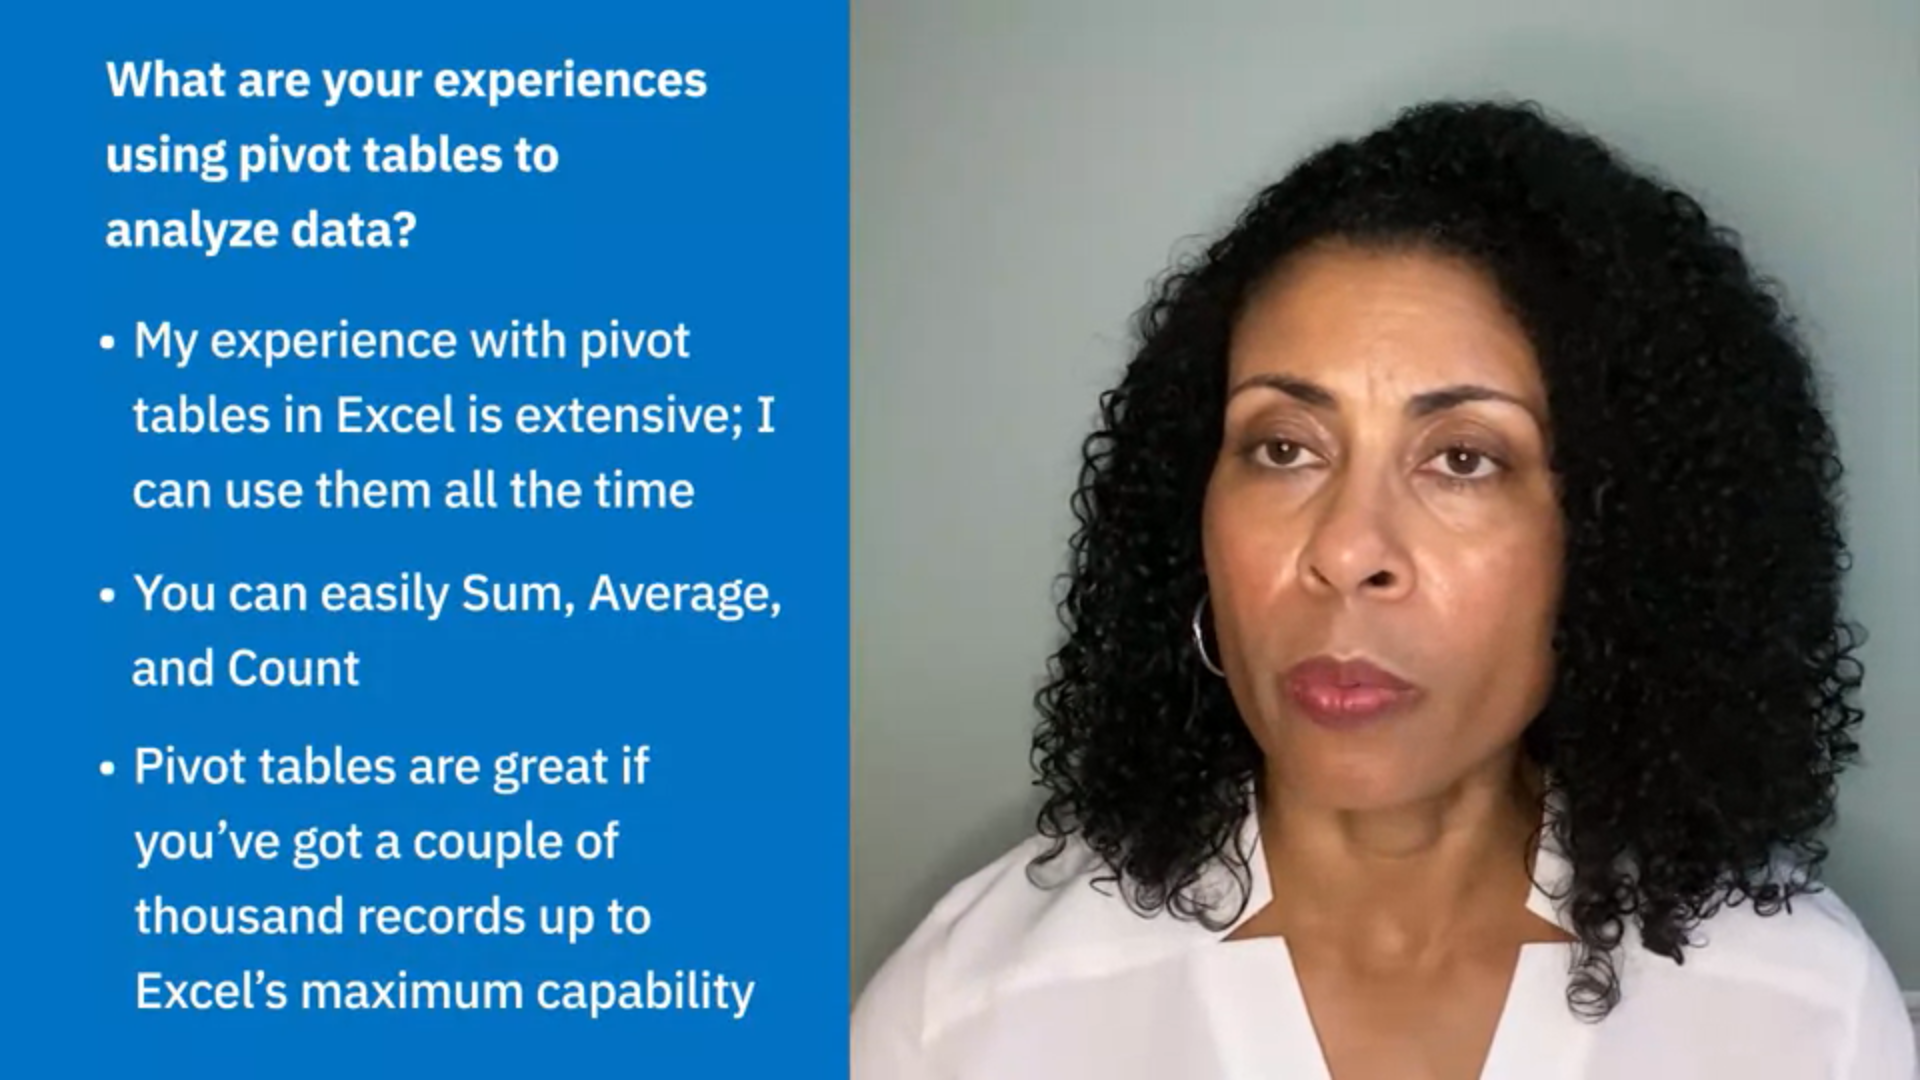 What are your experiences
using pivot tables to
analyze data?
• My experience with pivot
tables in Excel is extensive; I
can use them all the time
• You can easily Sum, Average,
and Count
• Pivot tables are great if
you’ve got a couple of
thousand records up to
Excel’s maximum capability